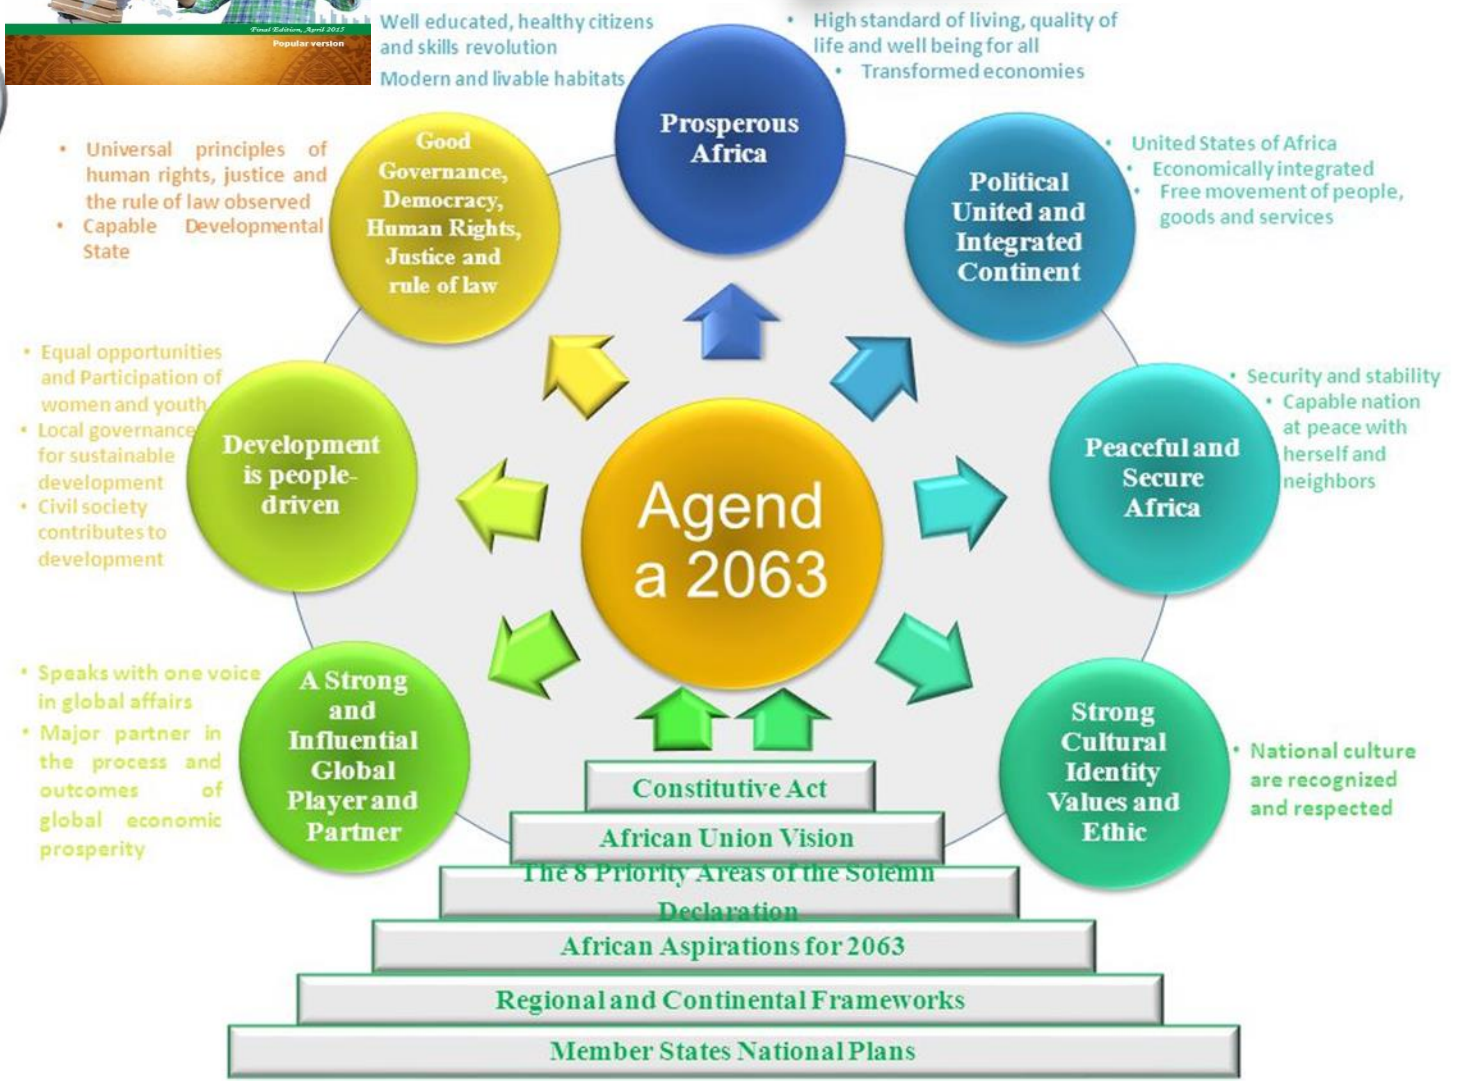 Final Edition, April 2015
Popular version
Well educated, healthy citizens
and skills revolution
Modern and livable habitats
• High standard of living, quality of
life and well being for all
• Transformed economies
Prosperous
Africa
• Universal principles of
human rights, justice and
the rule of law observed
• Capable Developmental
State
Good
Governance,
Democracy,
Human Rights,
Justice and
rule of law
Political
United and
Integrated
Continent
• United States of Africa
• Economically integrated
• Free movement of people,
goods and services
• Equal opportunities
and Participation of
women and youth
• Local governance
for sustainable
development
• Civil society
contributes to
development
Development
is people-
driven
Agend
a 2063
Peaceful and
Secure
Africa
• Security and stability
• Capable nation
at peace with
herself and
neighbors
• Speaks with one voice
in global affairs
• Major partner in
the process and
outcomes of
global economic
prosperity
A Strong
and
Influential
Global
Player and
Partner
Strong
Cultural
Identity
Values and
Ethic
• National culture
are recognized
and respected
Constitutive Act
African Union Vision
The 8 Priority Areas of the Solemn
Declaration
African Aspirations for 2063
Regional and Continental Frameworks
Member States National Plans